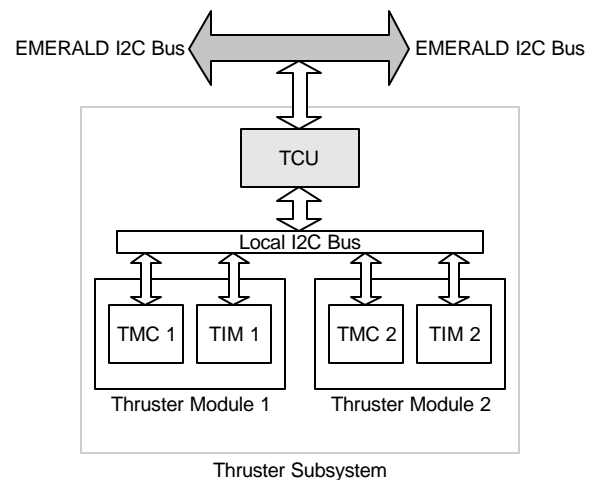 EMERALD I2C Bus
EMERALD I2C Bus
TCU
Local I2C Bus
TMC 1
TIM 1
TMC 2
TIM 2
Thruster Module 1
Thruster Module 2
Thruster Subsystem